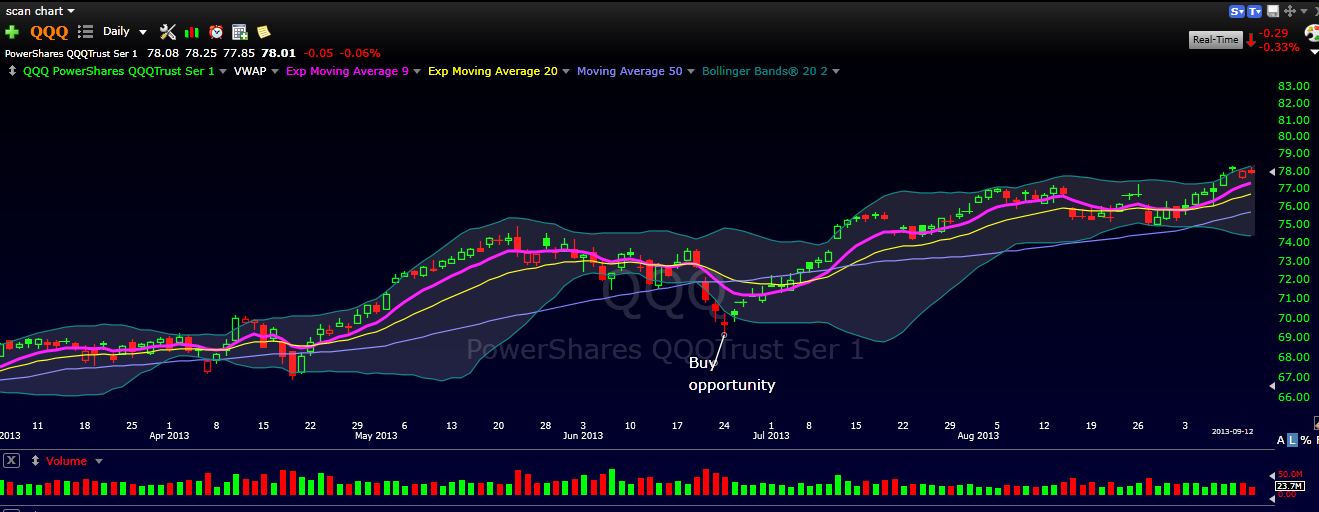 scan chart
S T
QQQ Daily
Real-Time -0.29
-0.33%
PowerShares QQQTrust Ser 1 78.08 78.25 77.85 78.01 -0.05 -0.06%
QQQ PowerShares QQQTrust Ser 1 VWAP Exp Moving Average 9 Exp Moving Average 20 Moving Average 50 Bollinger Bands® 20 2
83.00
82.00
81.00
80.00
79.00
78.00
77.00
76.00
75.00
74.00
73.00
72.00
71.00
70.00
69.00
68.00
67.00
66.00
QQQ
PowerShares QQQTrust Ser 1
Buy
opportunity
11 18 25 1 8 15 22 29 6 13 20 28 3 10 17 24 1 8 15 22 29 5 12 19 26 3
2013 Apr 2013 May 2013 Jun 2013 Jul 2013 Aug 2013 2013-09-12
A L %
X Volume
50.0M
23.7M
0.00